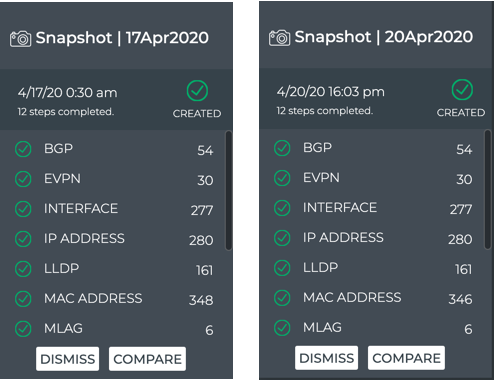 Snapshot | 17Apr2020
4/17/20 0:30 am
12 steps completed.
CREATED
BGP 54
EVPN 30
INTERFACE 277
IP ADDRESS 280
LLDP 161
MAC ADDRESS 348
MLAG 6
DISMISS COMPARE
Snapshot | 20Apr2020
4/20/20 16:03 pm
12 steps completed.
CREATED
BGP 54
EVPN 30
INTERFACE 277
IP ADDRESS 280
LLDP 161
MAC ADDRESS 346
MLAG 6
DISMISS COMPARE